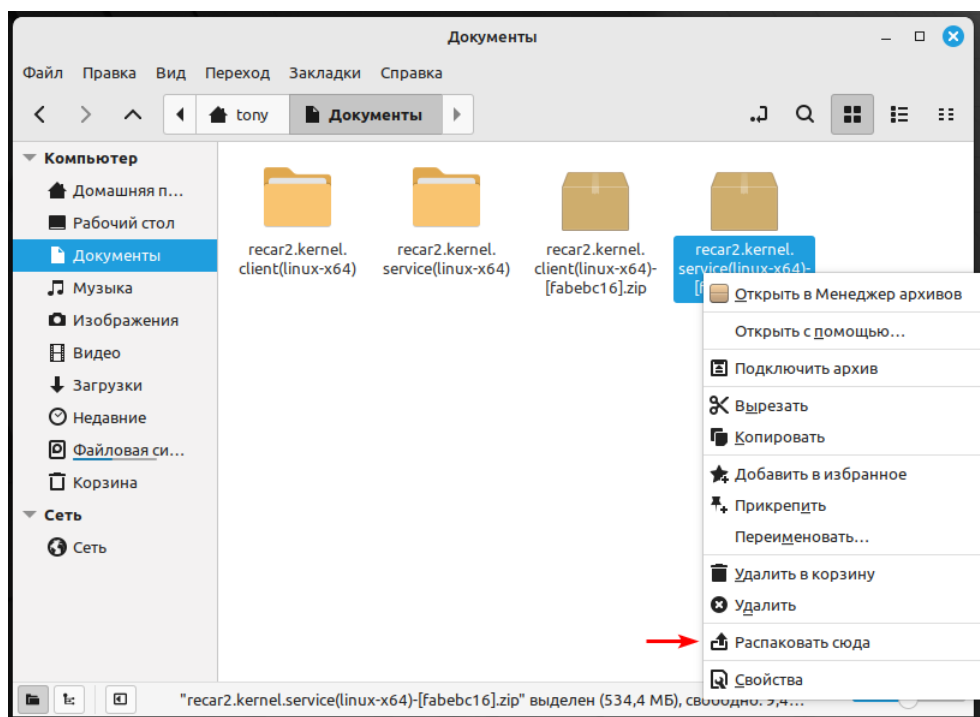 Документы
Файл Правка Вид Переход Закладки Справка
tony Документы
Компьютер
Домашняя п...
Рабочий стол
Документы
Музыка
Изображения
Видео
Загрузки
Недавние
Файловая си...
Корзина
Сеть
Сеть
recar2.kernel.
client(linux-x64)
recar2.kernel.
service(linux-x64)
recar2.kernel.
client(linux-x64)-
[fabebc16].zip
recar2.kernel.
service(linux-x64)-
Открыть в Менеджер архивов
Открыть с помощью...
Подключить архив
Вырезать
Копировать
Добавить в избранное
Прикрепить
Переименовать...
Удалить в корзину
Удалить
Распаковать сюда
Свойства
"recar2.kernel.service(linux-x64)-[fabebc16].zip" выделен (534,4 МБ), свободно: 9,4...